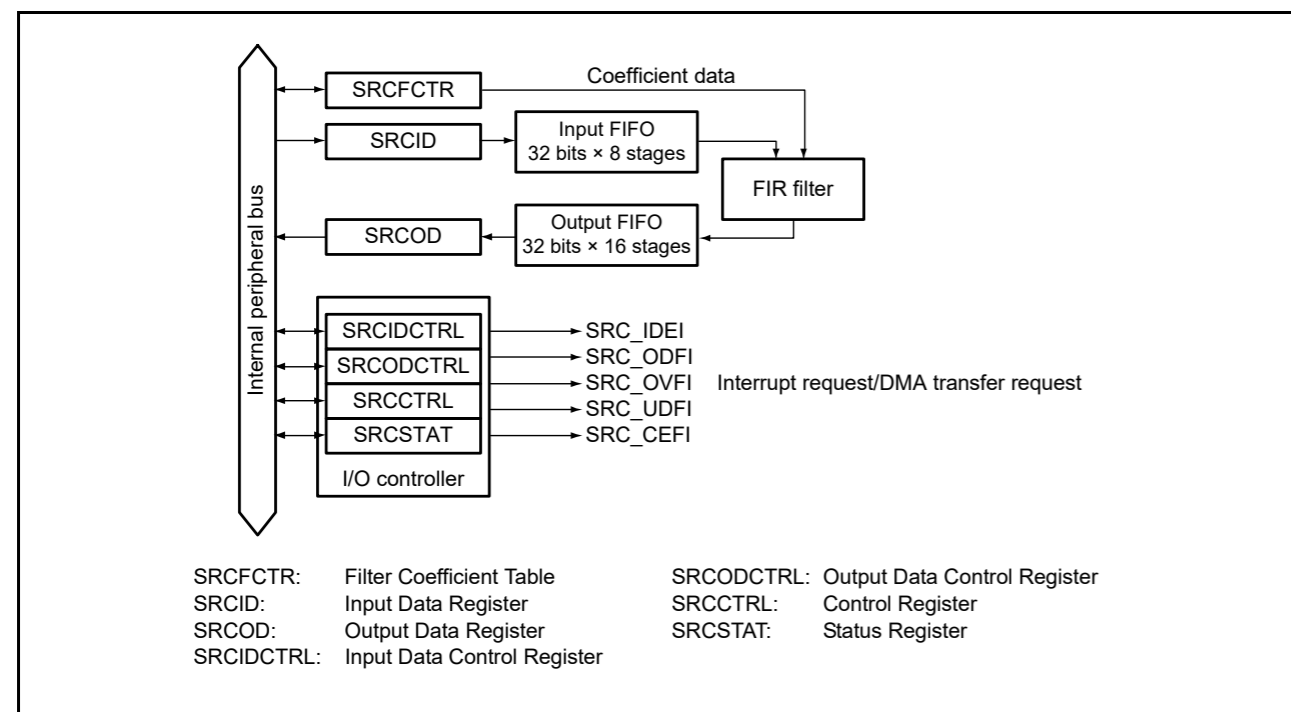 Internal peripheral bus
SRCFCTR
Coefficient data
SRCID
Input FIFO
32 bits × 8 stages
FIR filter
SRCOD
Output FIFO
32 bits × 16 stages
SRCIDCTRL
SRCODCTRL
SRCCTRL
SRCSTAT
I/O controller
SRC_IDEI
SRC_ODFI
SRC_OVFI
SRC_UDFI
SRC_CEFI
Interrupt request/DMA transfer request
SRCFCTR: Filter Coefficient Table
SRCID: Input Data Register
SRCOD: Output Data Register
SRCIDCTRL: Input Data Control Register
SRCODCTRL: Output Data Control Register
SRCCTRL: Control Register
SRCSTAT: Status Register